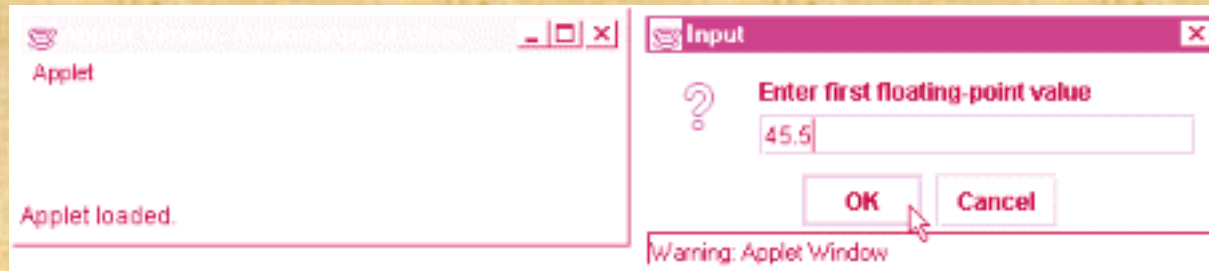 Applet
Applet loaded.
Input
Enter first floating-point value
45.5
OK Cancel
Warning: Applet Window